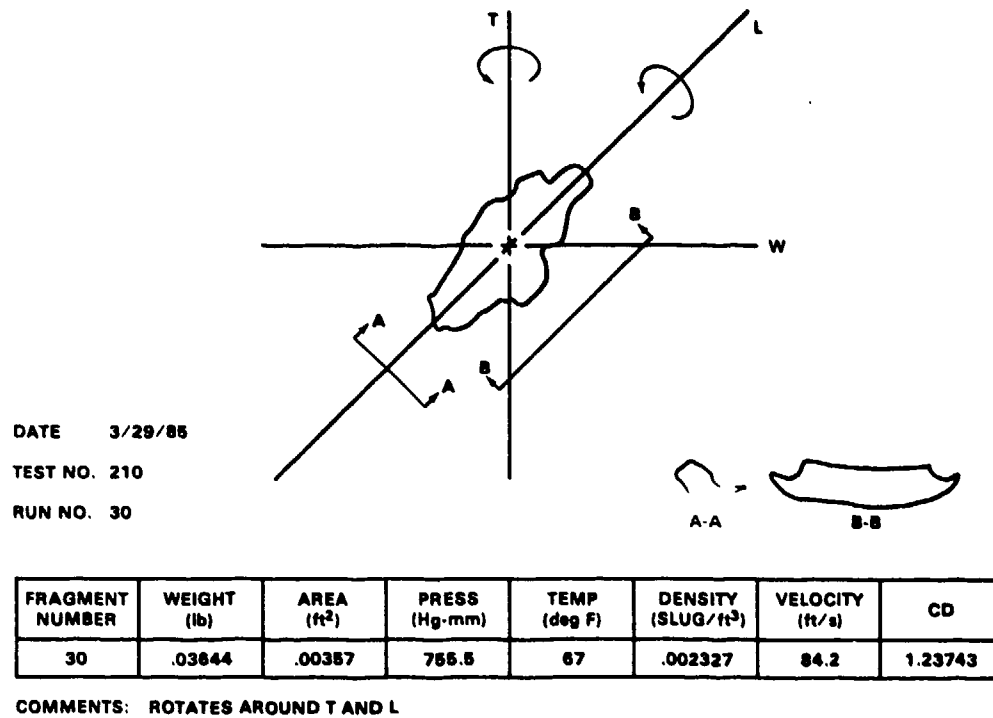 T
L
B
W
A
B
A
DATE 3/29/85
TEST NO. 210
RUN NO. 30
A-A
B-B
FRAGMENT NUMBER WEIGHT (lb) AREA (ft²) PRESS (Hg-mm) TEMP (deg F) DENSITY (SLUG/ft³) VELOCITY (ft/s) CD
30 .03644 .00357 755.5 67 .002327 84.2 1.23743
COMMENTS: ROTATES AROUND T AND L